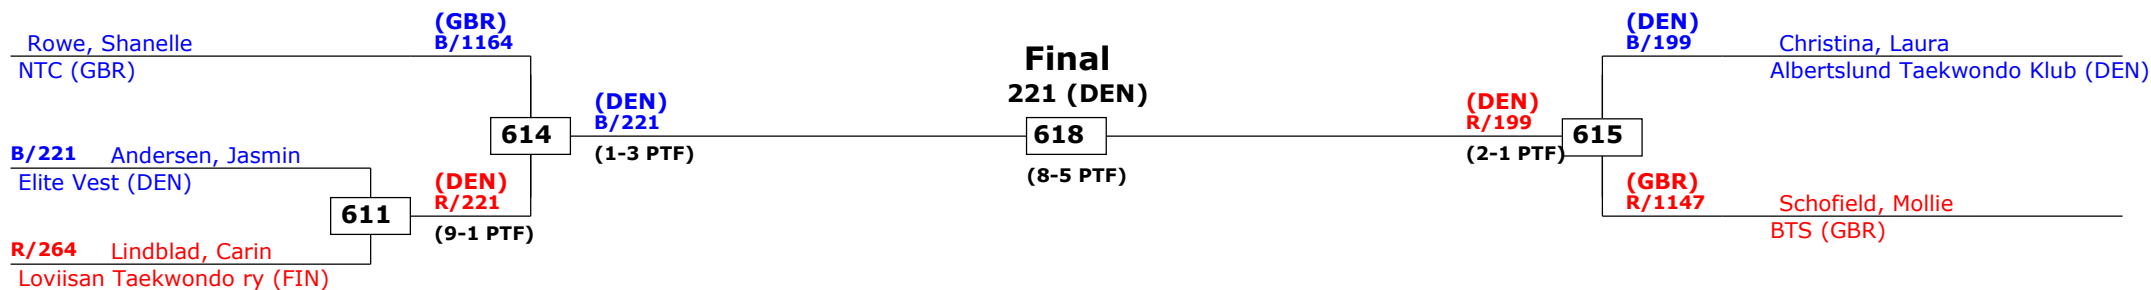 Rowe, Shanelle
NTC (GBR)
(GBR)
B/1164
B/221
Andersen, Jasmin
Elite Vest (DEN)
R/264
Lindblad, Carin
Loviisan Taekwondo ry (FIN)
611
(DEN)
R/221
(9-1 PTF)
614
(DEN)
B/221
(1-3 PTF)
Final
221 (DEN)
618
(8-5 PTF)
(DEN)
R/199
(2-1 PTF)
615
(DEN)
B/199
Christina, Laura
Albertslund Taekwondo Klub (DEN)
(GBR)
R/1147
Schofield, Mollie
BTS (GBR)